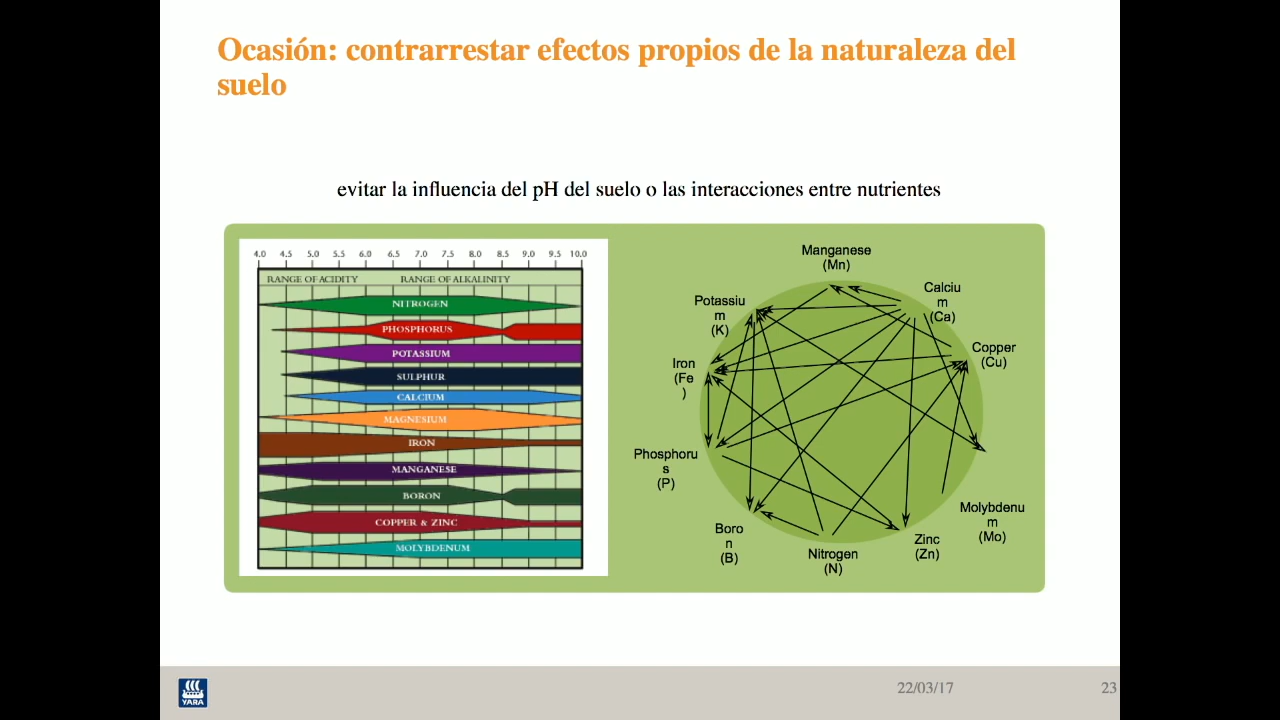 Ocasión: contrarrestar efectos propios de la naturaleza del
suelo
evitar la influencia del pH del suelo o las interacciones entre nutrientes
4.0 4.5 5.0 5.5 6.0 6.5 7.0 7.5 8.0 8.5 9.0 9.5 10.0
RANGE OF ACIDITY RANGE OF ALKALINITY
NITROGEN
PHOSPHORUS
POTASSIUM
SULPHUR
CALCIUM
MAGNESIUM
IRON
MANGANESE
BORON
COPPER & ZINC
MOLYBDENUM
Manganese
(Mn)
Calciu
m
(Ca)
Copper
(Cu)
Molybdenu
m
(Mo)
Zinc
(Zn)
Nitrogen
(N)
Boro
n
(B)
Phosphoru
s
(P)
Iron
(Fe
)
Potassiu
m
(K)
YARA
22/03/17
23